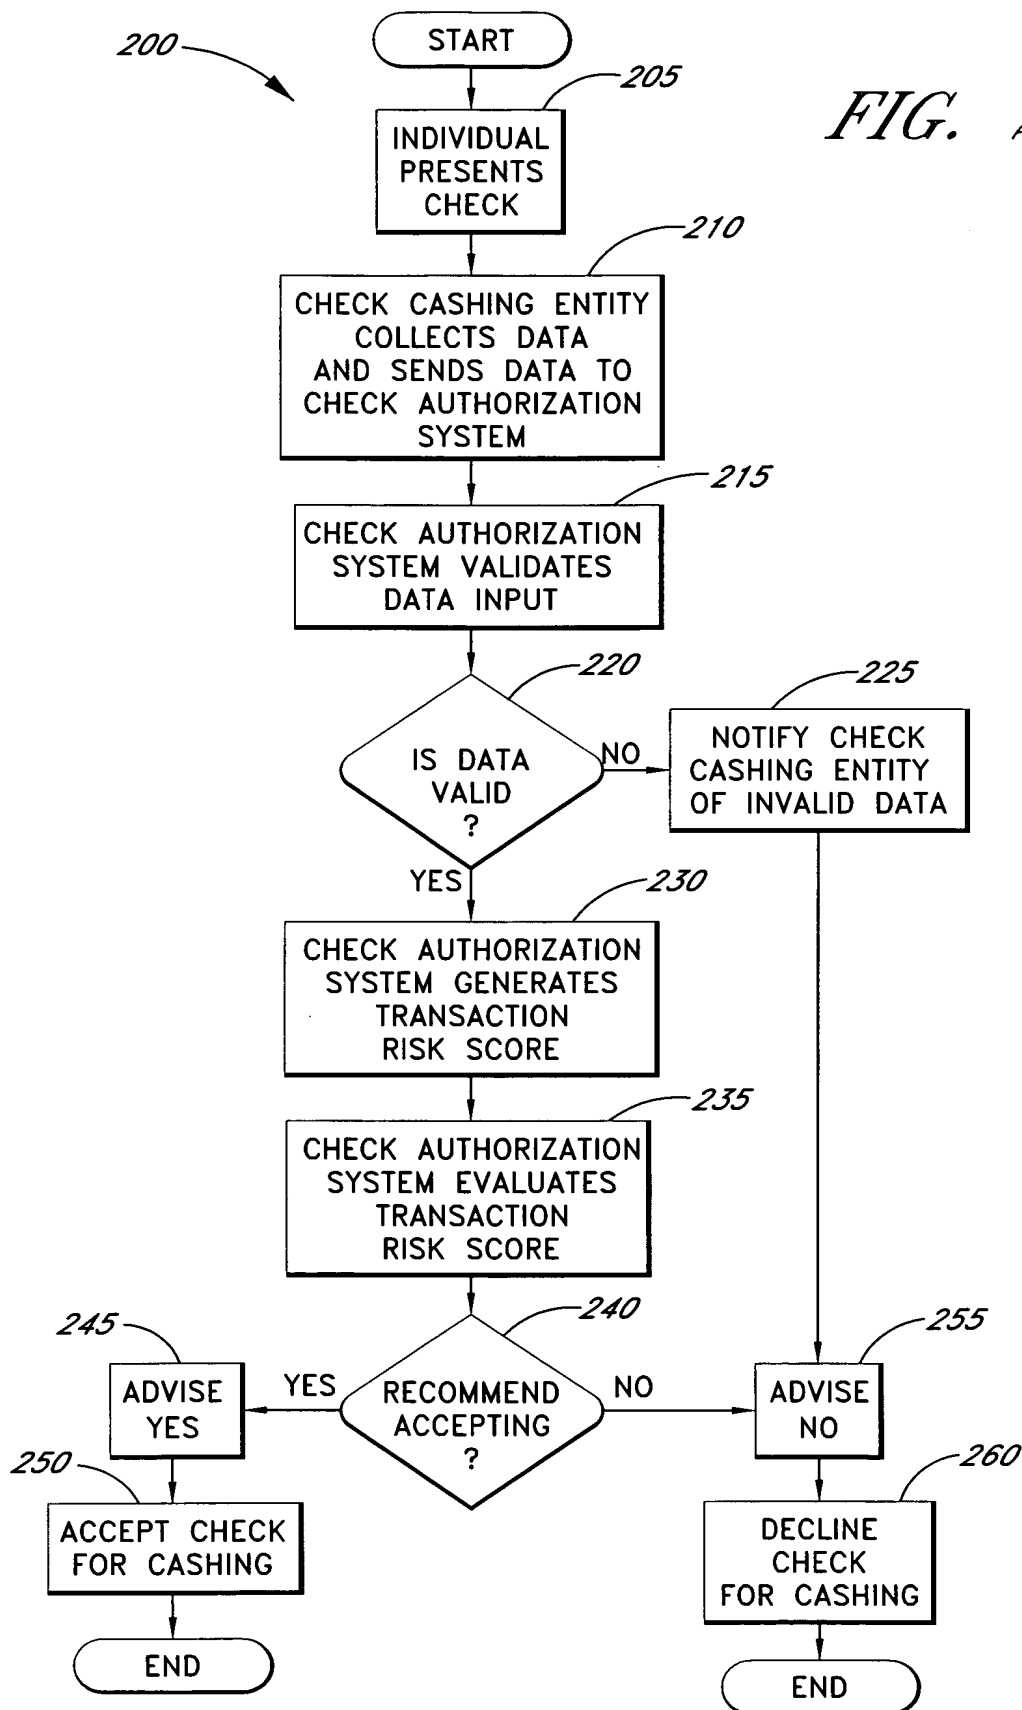 START
200
205
FIG.
INDIVIDUAL
PRESENTS
CHECK
210
CHECK CASHING ENTITY
COLLECTS DATA
AND SENDS DATA TO
CHECK AUTHORIZATION
SYSTEM
215
CHECK AUTHORIZATION
SYSTEM VALIDATES
DATA INPUT
220
IS DATA
VALID
?
NO
225
NOTIFY CHECK
CASHING ENTITY
OF INVALID DATA
YES
230
CHECK AUTHORIZATION
SYSTEM GENERATES
TRANSACTION
RISK SCORE
235
CHECK AUTHORIZATION
SYSTEM EVALUATES
TRANSACTION
RISK SCORE
240
RECOMMEND
ACCEPTING
?
YES
NO
245
ADVISE
YES
255
ADVISE
NO
250
ACCEPT CHECK
FOR CASHING
260
DECLINE
CHECK
FOR CASHING
END
END